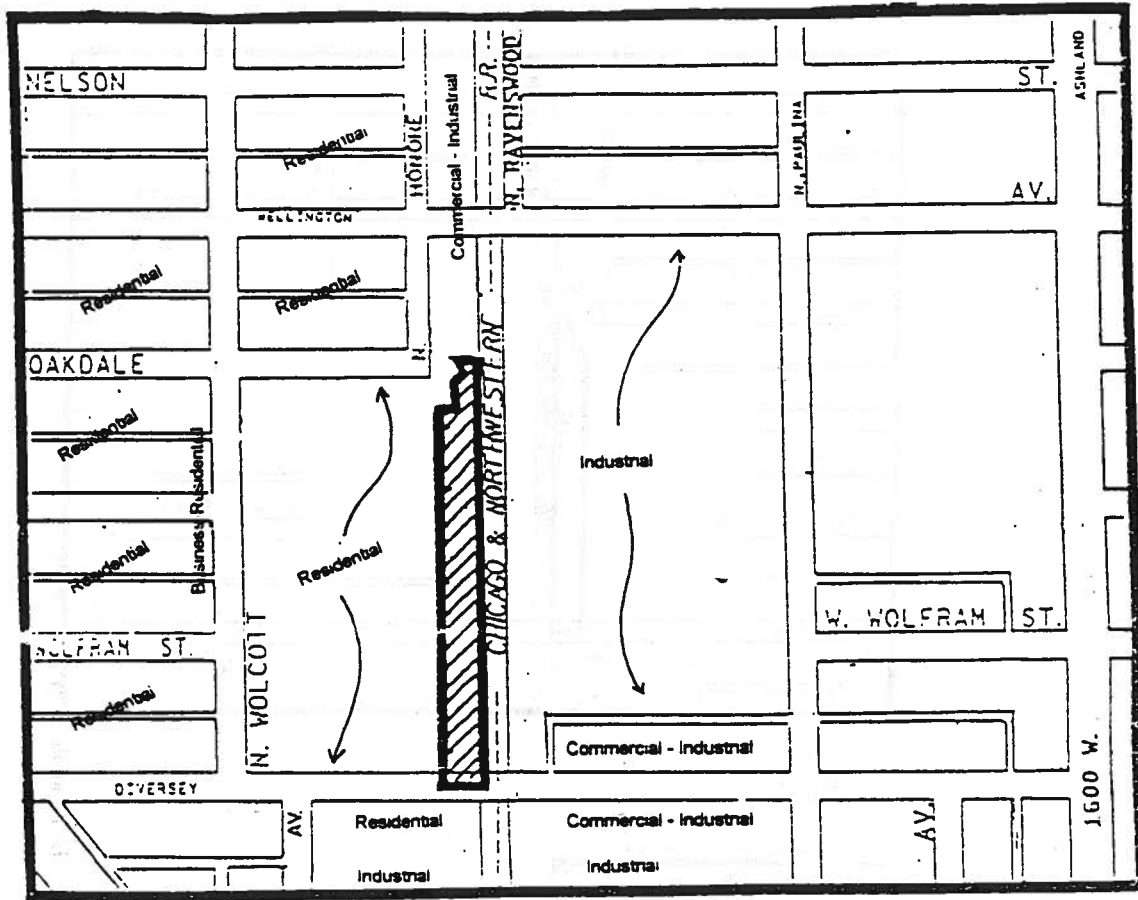 NELSON
ST.
ASHLAND
Residential
HONORE
Commercial - Industrial
R.R.
N. RAVENSWOOD
N. PAULINA
AV.
WELLINGTON
Residential
Residential
OAKDALE
N.
Residential
Business Residential
Residential
Residential
CHICAGO & NORTHWESTERN
Industrial
W. WOLFRAM ST.
WOLFRAM ST.
Residential
N. WOLCOTT
Commercial - Industrial
DIVERSEY
AV.
Residential
Commercial - Industrial
AV.
1600 W.
Industrial
Industrial